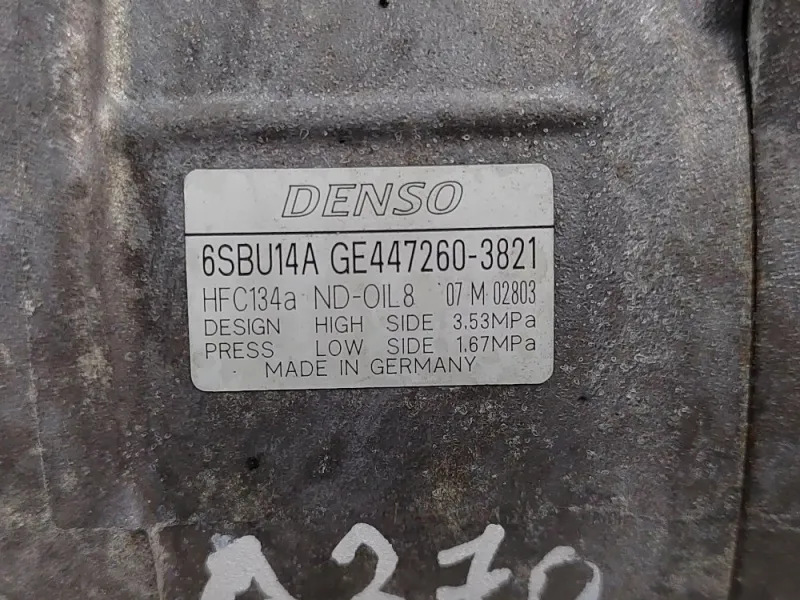 DENSO
6SBU14A GE447260-3821
HFC134a ND-OIL8 07 M 02803
DESIGN HIGH SIDE 3.53MPa
PRESS LOW SIDE 1.67MPa
MADE IN GERMANY
A270